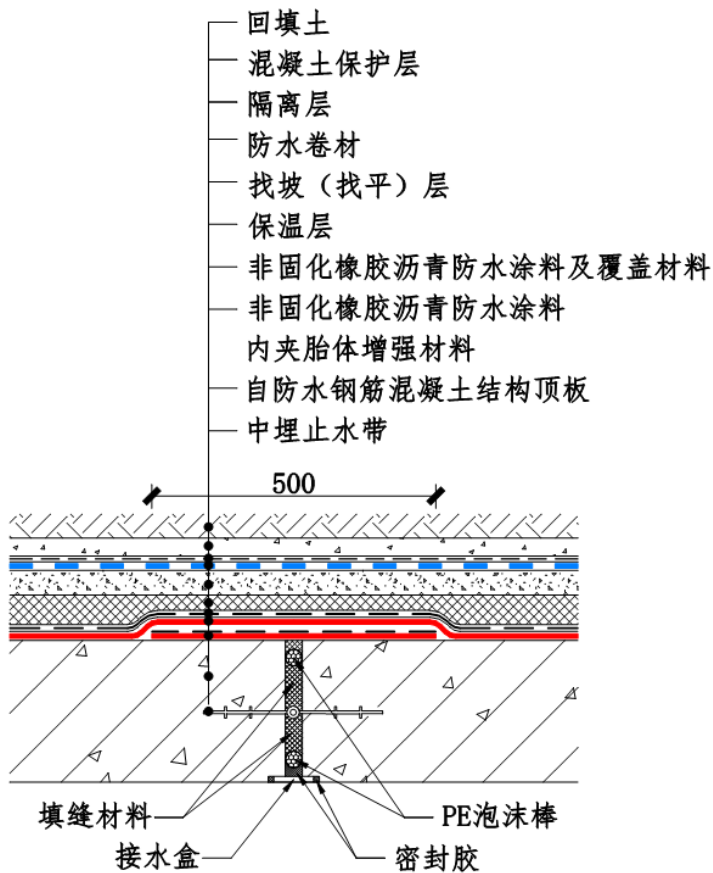 回填土
混凝土保护层
隔离层
防水卷材
找坡（找平）层
保温层
非固化橡胶沥青防水涂料及覆盖材料
非固化橡胶沥青防水涂料
内夹胎体增强材料
自防水钢筋混凝土结构顶板
中埋止水带
500
填缝材料
PE泡沫棒
接水盒
密封胶